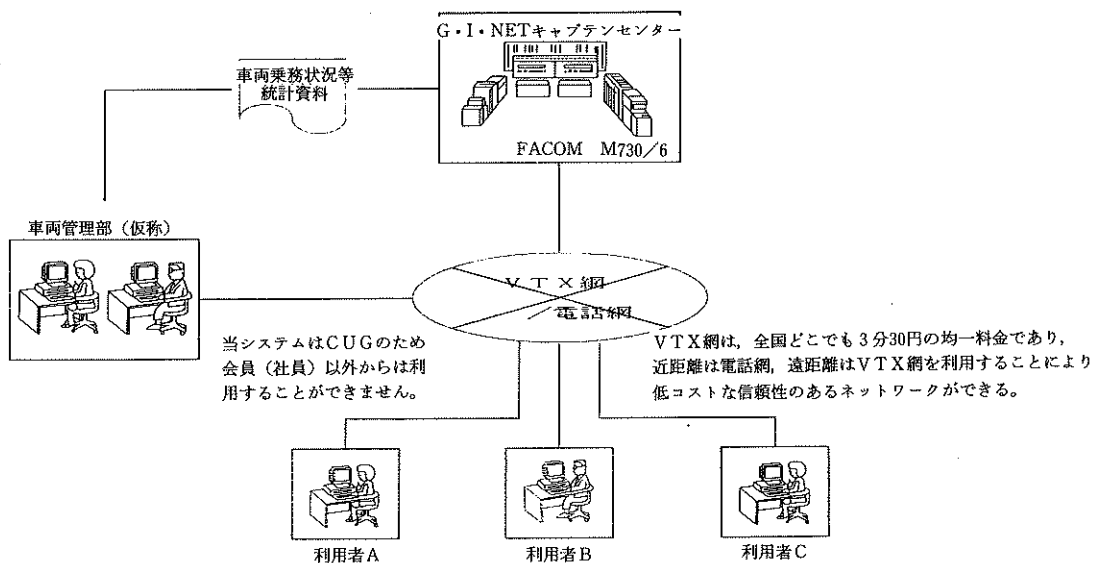 G・I・NETキャプテンセンター
車両乗務状況等
統計資料
FACOM M730／6
車両管理部（仮称）
ＶＴＸ網
／電話網
当システムはＣＵＧのため
会員（社員）以外からは利
用することができません。
ＶＴＸ網は，全国どこでも３分30円の均一料金であり，
近距離は電話網，遠距離はＶＴＸ網を利用することにより
低コストな信頼性のあるネットワークができる。
利用者Ａ
利用者Ｂ
利用者Ｃ